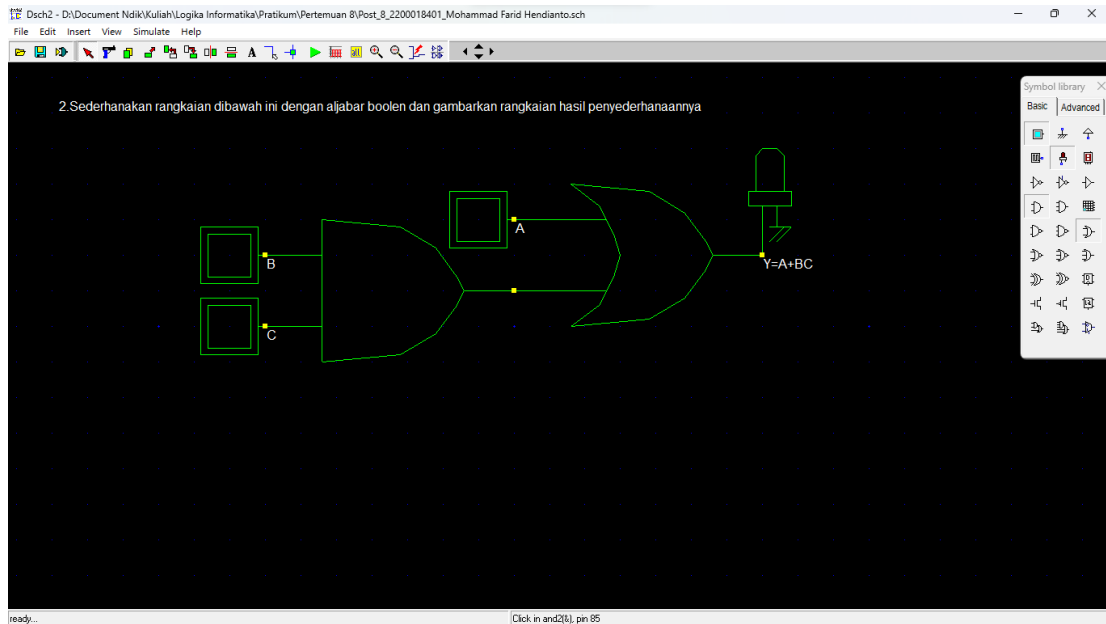 Dsch2 - D:\Document Ndik\Kuliah\Logika Informatika\Pratikum\Pertemuan 8\Post_8_2200018401_Mohammad Farid Hendianto.sch
File Edit Insert View Simulate Help
A
2.Sederhanakan rangkaian dibawah ini dengan aljabar boolen dan gambarkan rangkaian hasil penyederhanaannya
Symbol library
Basic Advanced
A
B
Y=A+BC
C
ready...
Click in and2(&), pin 85